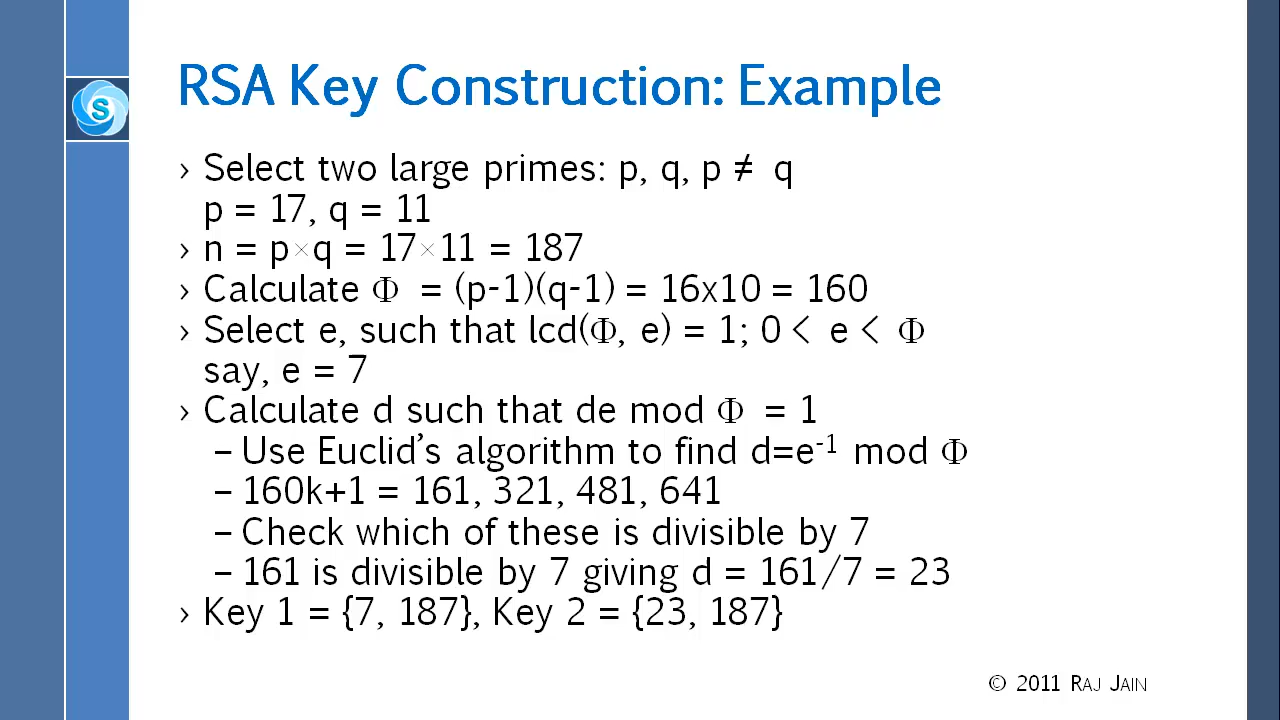 S
RSA Key Construction: Example
› Select two large primes: p, q, p ≠ q
p = 17, q = 11
› n = p×q = 17×11 = 187
› Calculate Φ = (p-1)(q-1) = 16x10 = 160
› Select e, such that lcd(Φ, e) = 1; 0 < e < Φ
say, e = 7
› Calculate d such that de mod Φ = 1
– Use Euclid’s algorithm to find d=e⁻¹ mod Φ
– 160k+1 = 161, 321, 481, 641
– Check which of these is divisible by 7
– 161 is divisible by 7 giving d = 161/7 = 23
› Key 1 = {7, 187}, Key 2 = {23, 187}
© 2011 Raj Jain